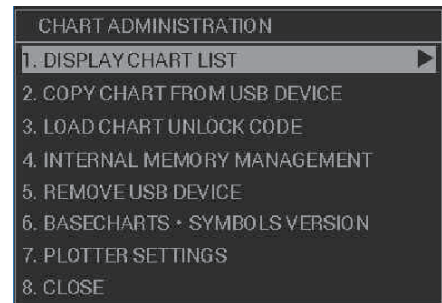 CHART ADMINISTRATION
1. DISPLAY CHART LIST
2. COPY CHART FROM USB DEVICE
3. LOAD CHART UNLOCK CODE
4. INTERNAL MEMORY MANAGEMENT
5. REMOVE USB DEVICE
6. BASECHARTS • SYMBOLS VERSION
7. PLOTTER SETTINGS
8. CLOSE